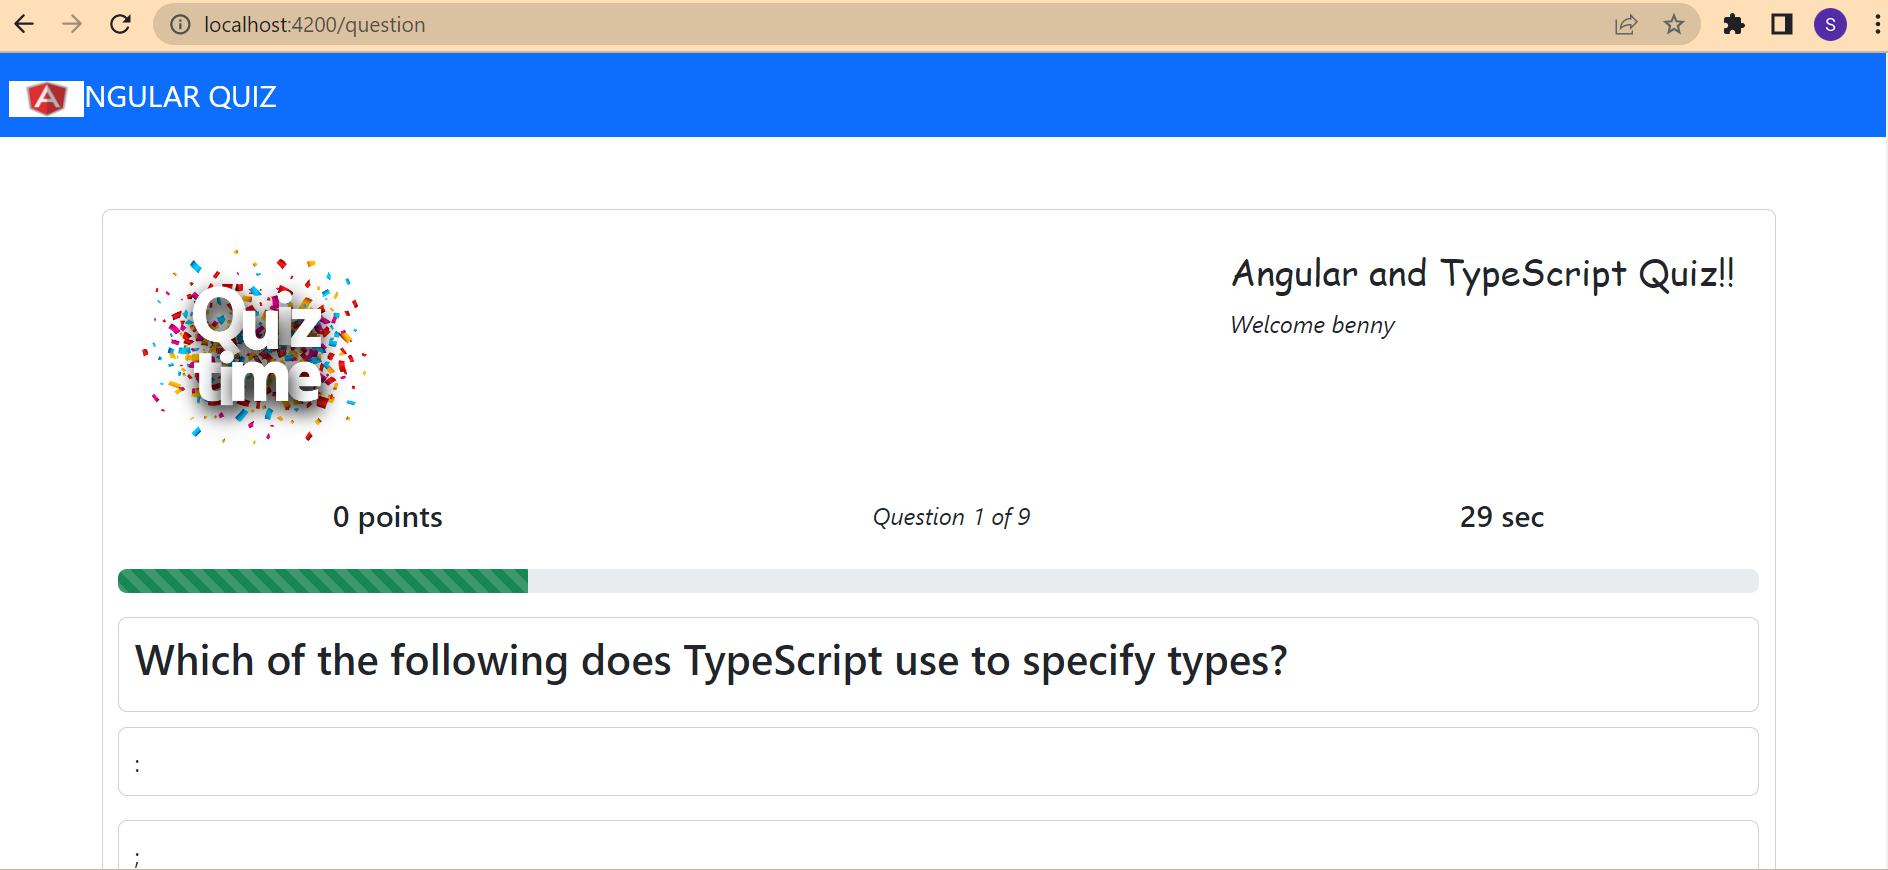 localhost:4200/question
S
A NGULAR QUIZ
Quiz
time
Angular and TypeScript Quiz!!
Welcome benny
0 points
Question 1 of 9
29 sec
Which of the following does TypeScript use to specify types?
:
;